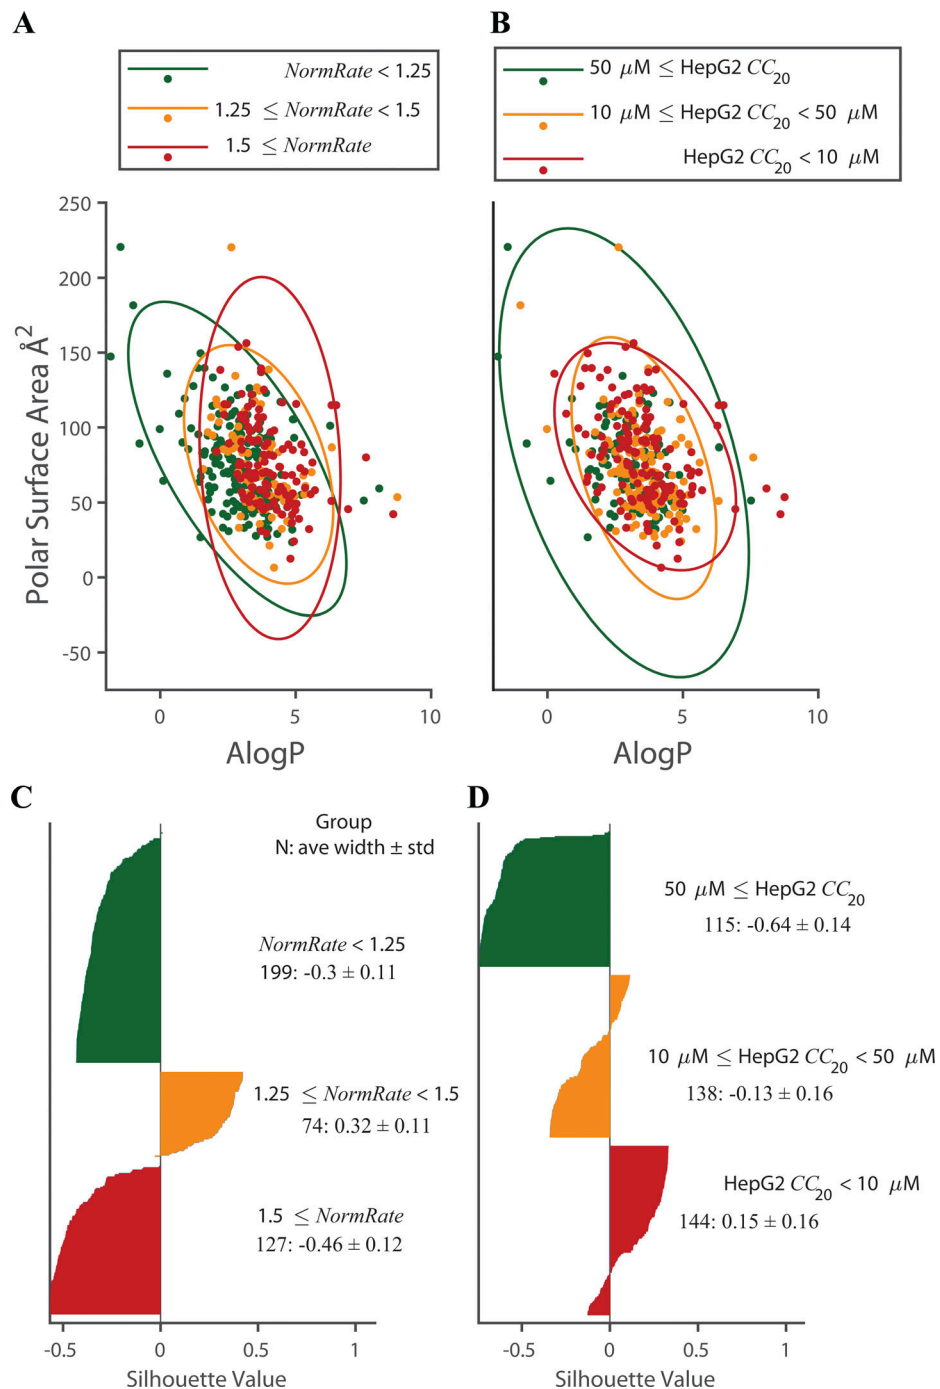 A
B
NormRate < 1.25
1.25 ≤ NormRate < 1.5
1.5 ≤ NormRate
50 μM ≤ HepG2 CC20
10 μM ≤ HepG2 CC20 < 50 μM
HepG2 CC20 < 10 μM
Polar Surface Area Å2
250
200
150
100
50
0
-50
0
5
10
AlogP
0
5
10
AlogP
C
D
Group
N: ave width ± std
NormRate < 1.25
199: -0.3 ± 0.11
1.25 ≤ NormRate < 1.5
74: 0.32 ± 0.11
1.5 ≤ NormRate
127: -0.46 ± 0.12
-0.5
0
0.5
1
Silhouette Value
50 μM ≤ HepG2 CC20
115: -0.64 ± 0.14
10 μM ≤ HepG2 CC20 < 50 μM
138: -0.13 ± 0.16
HepG2 CC20 < 10 μM
144: 0.15 ± 0.16
-0.5
0
0.5
1
Silhouette Value